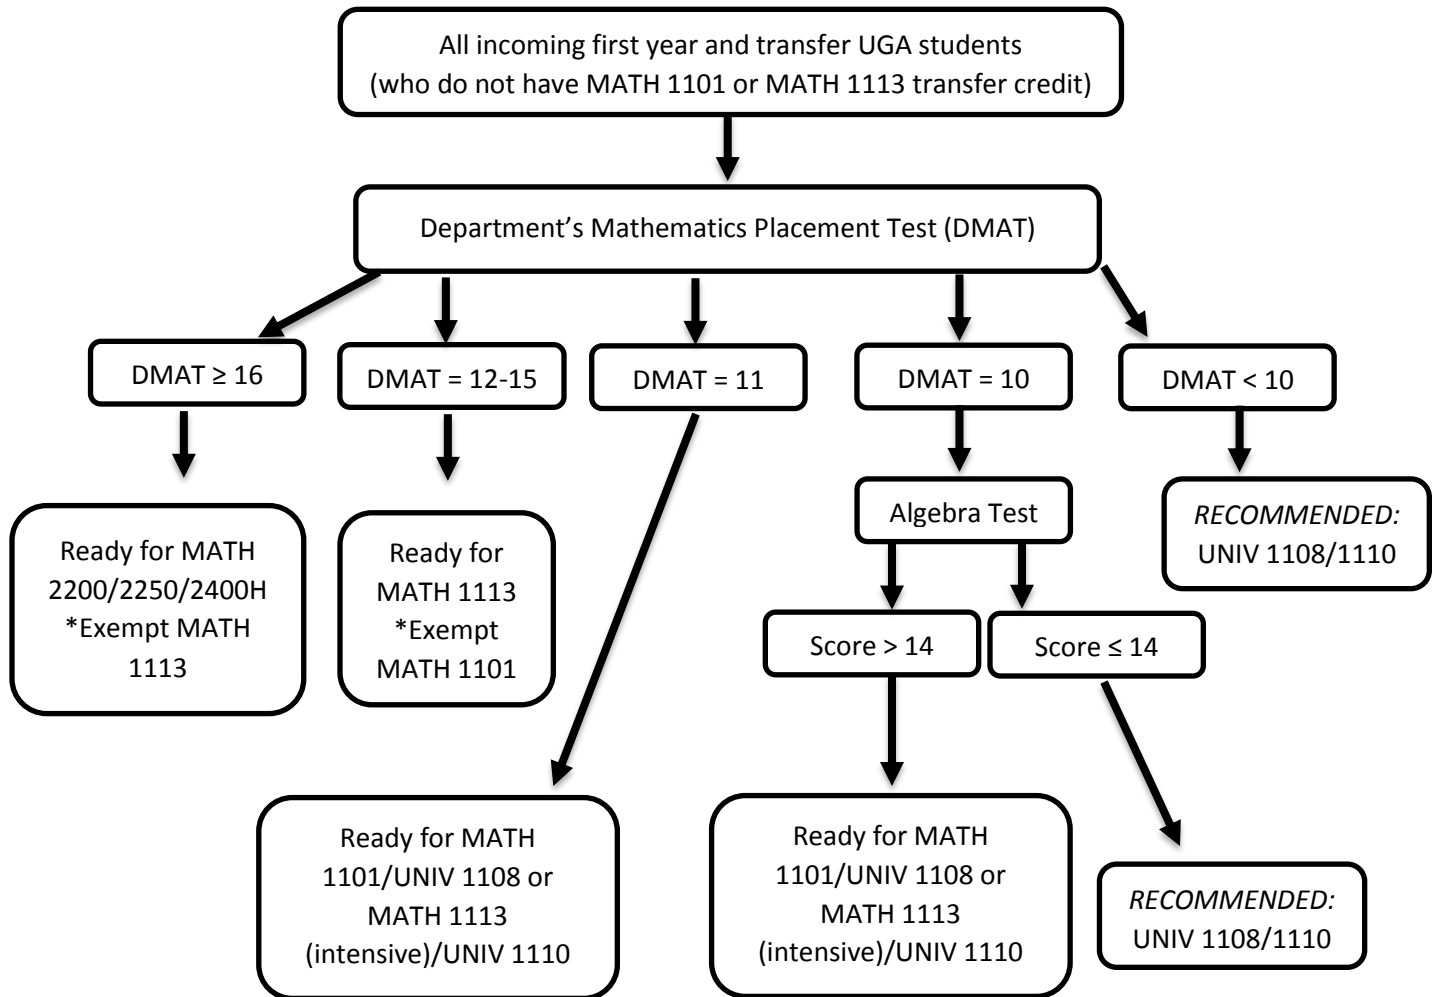 All incoming first year and transfer UGA students
(who do not have MATH 1101 or MATH 1113 transfer credit)
Department’s Mathematics Placement Test (DMAT)
DMAT ≥ 16
DMAT = 12-15
DMAT = 11
DMAT = 10
DMAT < 10
Ready for MATH
2200/2250/2400H
*Exempt MATH
1113
Ready for
MATH 1113
*Exempt
MATH 1101
Algebra Test
RECOMMENDED:
UNIV 1108/1110
Score > 14
Score ≤ 14
Ready for MATH
1101/UNIV 1108 or
MATH 1113
(intensive)/UNIV 1110
Ready for MATH
1101/UNIV 1108 or
MATH 1113
(intensive)/UNIV 1110
RECOMMENDED:
UNIV 1108/1110